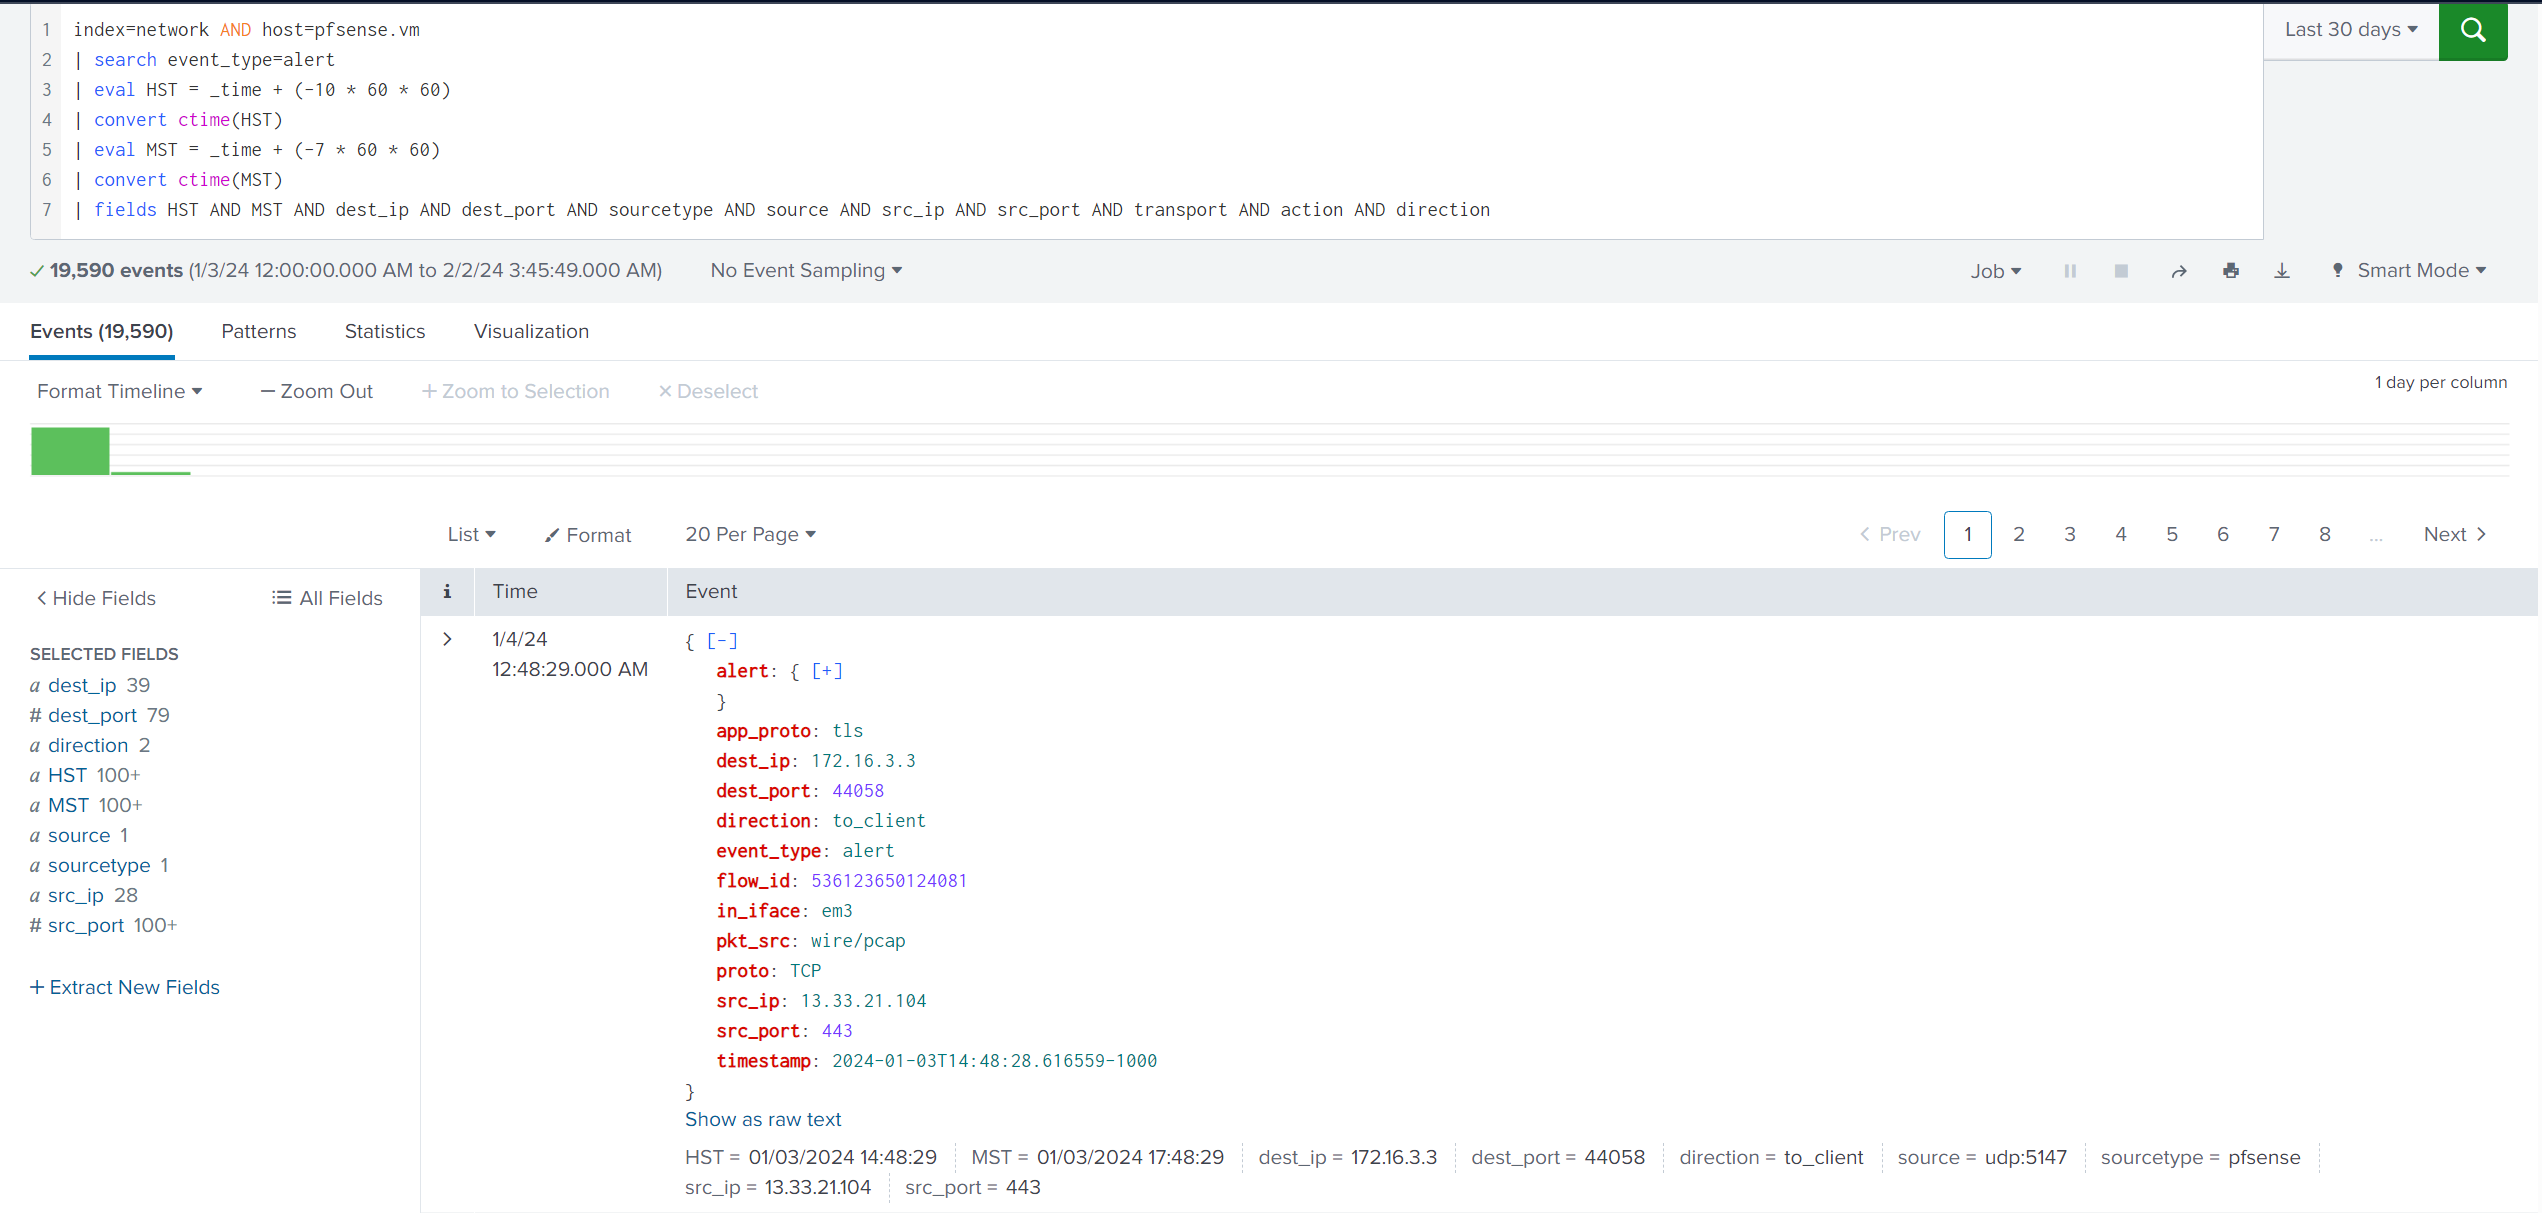 1 index=network AND host=pfsense.vm
2 | search event_type=alert
3 | eval HST = _time + (-10 * 60 * 60)
4 | convert ctime(HST)
5 | eval MST = _time + (-7 * 60 * 60)
6 | convert ctime(MST)
7 | fields HST AND MST AND dest_ip AND dest_port AND sourcetype AND source AND src_ip AND src_port AND transport AND action AND direction
Last 30 days
19,590 events (1/3/24 12:00:00.000 AM to 2/2/24 3:45:49.000 AM) No Event Sampling Job Smart Mode
Events (19,590) Patterns Statistics Visualization
Format Timeline — Zoom Out + Zoom to Selection × Deselect 1 day per column
List Format 20 Per Page < Prev 1 2 3 4 5 6 7 8 ... Next >
< Hide Fields All Fields
SELECTED FIELDS
a dest_ip 39
# dest_port 79
a direction 2
a HST 100+
a MST 100+
a source 1
a sourcetype 1
a src_ip 28
# src_port 100+
+ Extract New Fields
i Time Event
> 1/4/24
12:48:29.000 AM
{ [-]
alert: { [+]
}
app_proto: tls
dest_ip: 172.16.3.3
dest_port: 44058
direction: to_client
event_type: alert
flow_id: 536123650124081
in_iface: em3
pkt_src: wire/pcap
proto: TCP
src_ip: 13.33.21.104
src_port: 443
timestamp: 2024-01-03T14:48:28.616559-1000
}
Show as raw text
HST = 01/03/2024 14:48:29 MST = 01/03/2024 17:48:29 dest_ip = 172.16.3.3 dest_port = 44058 direction = to_client source = udp:5147 sourcetype = pfsense
src_ip = 13.33.21.104 src_port = 443